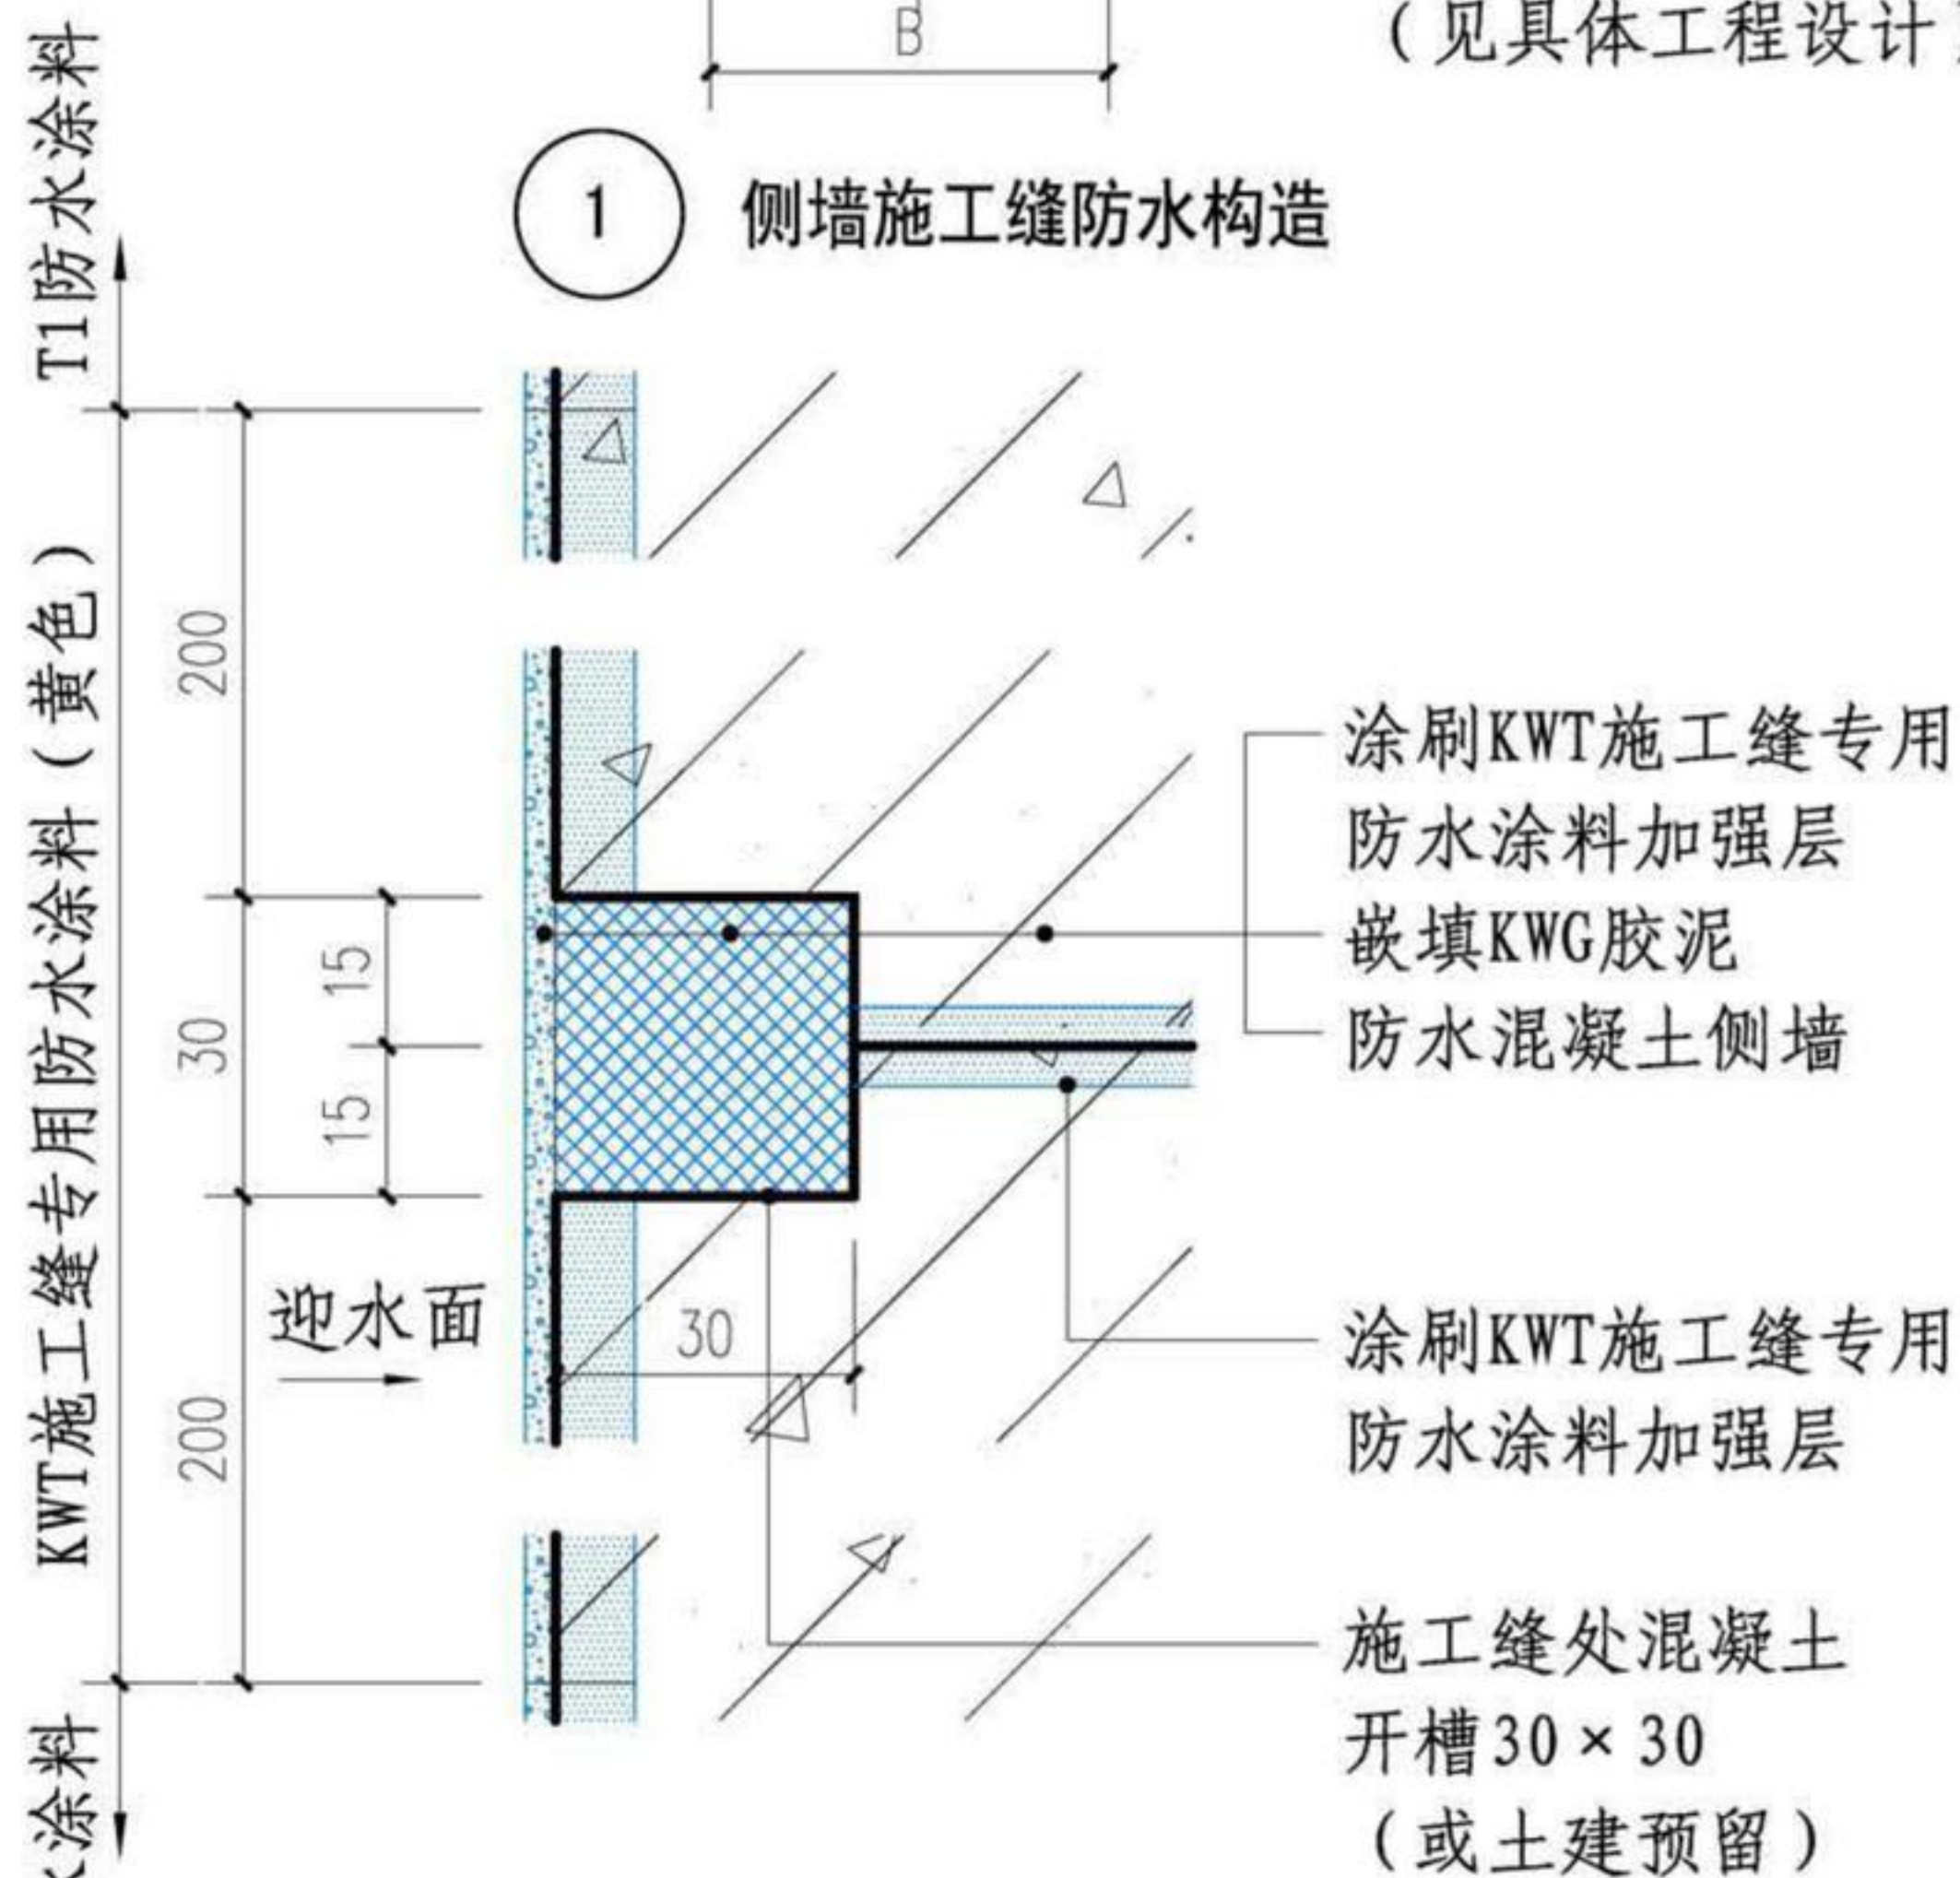 B
（见具体工程设计）
1 侧墙施工缝防水构造
T1防水涂料
KWT施工缝专用防水涂料（黄色）
水涂料
200
30
200
15
15
迎水面
30
涂刷KWT施工缝专用
防水涂料加强层
嵌填KWG胶泥
防水混凝土侧墙
涂刷KWT施工缝专用
防水涂料加强层
施工缝处混凝土
开槽30×30
（或土建预留）